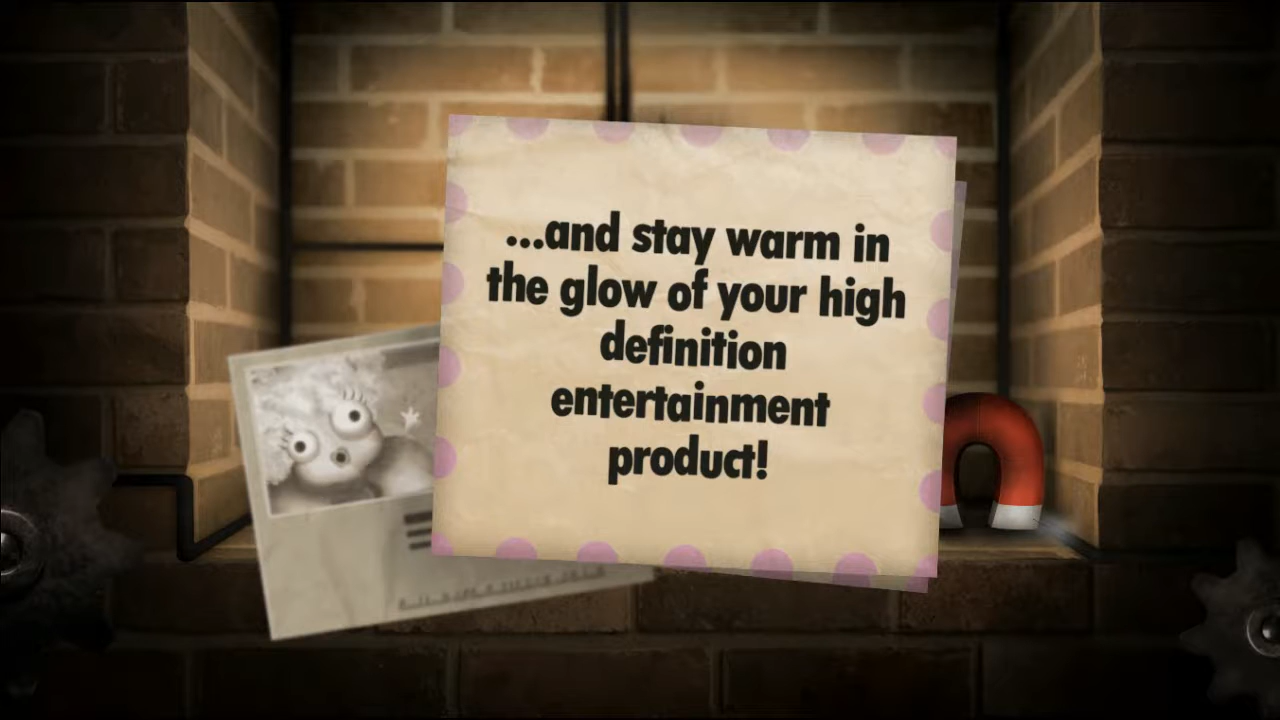 ...and stay warm in
the glow of your high
definition
entertainment
product!